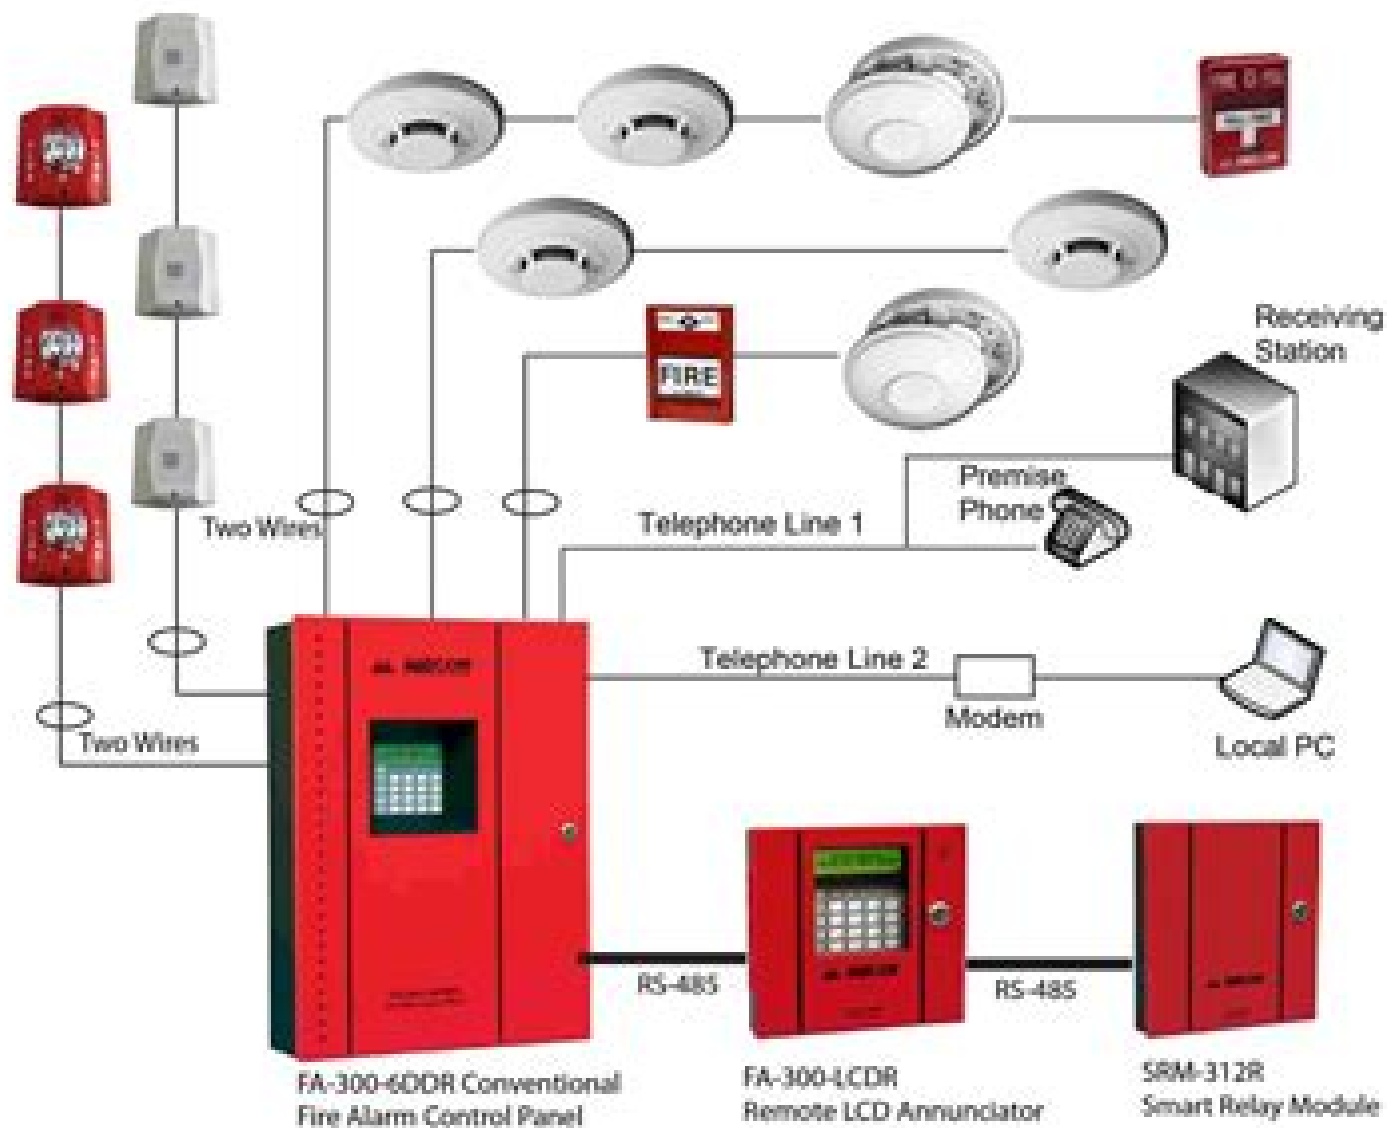 FIRE
Receiving
Station
Premise
Phone
Two Wires
Telephone Line 1
Telephone Line 2
Modem
Local PC
Two Wires
RS-485
RS-485
FA-300-6DDR Conventional
Fire Alarm Control Panel
FA-300-LCDR
Remote LCD Annunciator
SRM-312R
Smart Relay Module